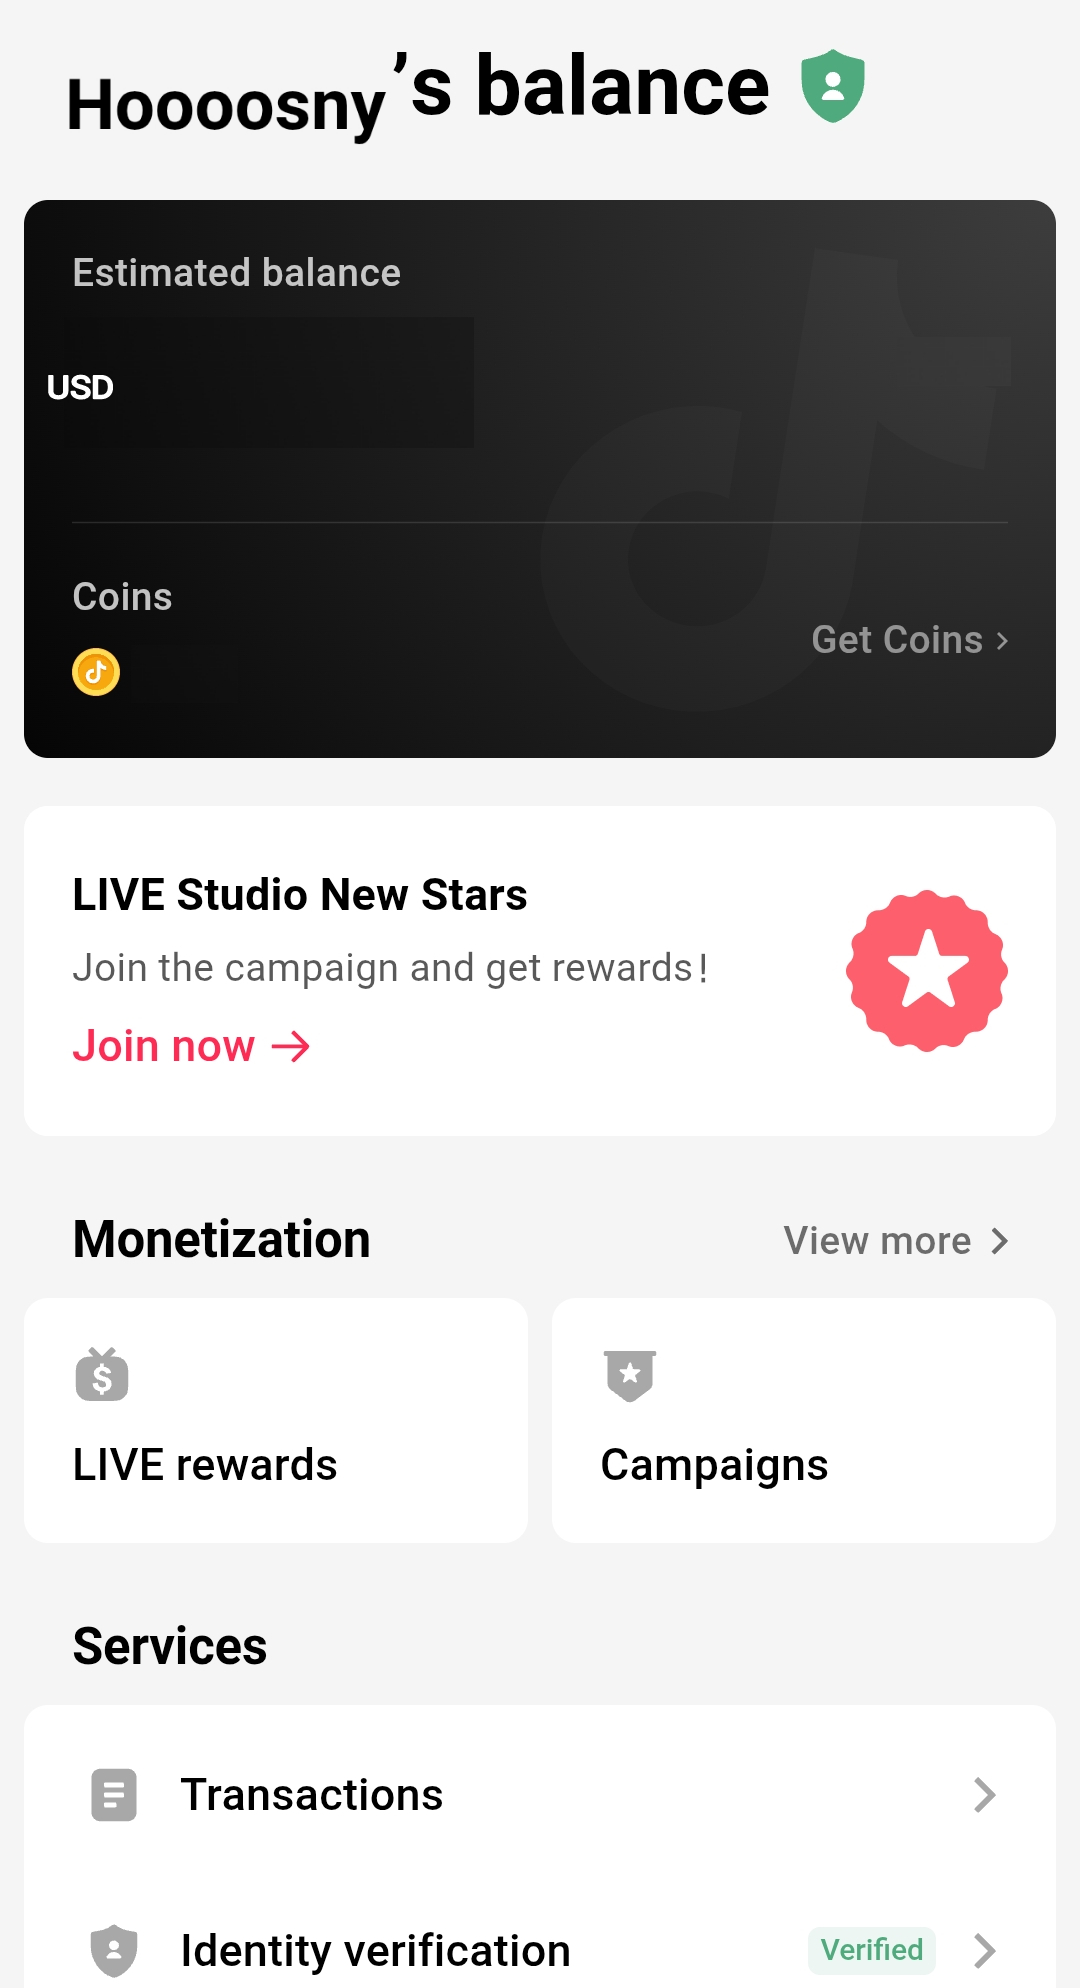 Hoooosny's balance
Estimated balance
USD
Coins
Get Coins
LIVE Studio New Stars
Join the campaign and get rewards!
Join now →
Monetization
View more
LIVE rewards
Campaigns
Services
Transactions
Identity verification
Verified